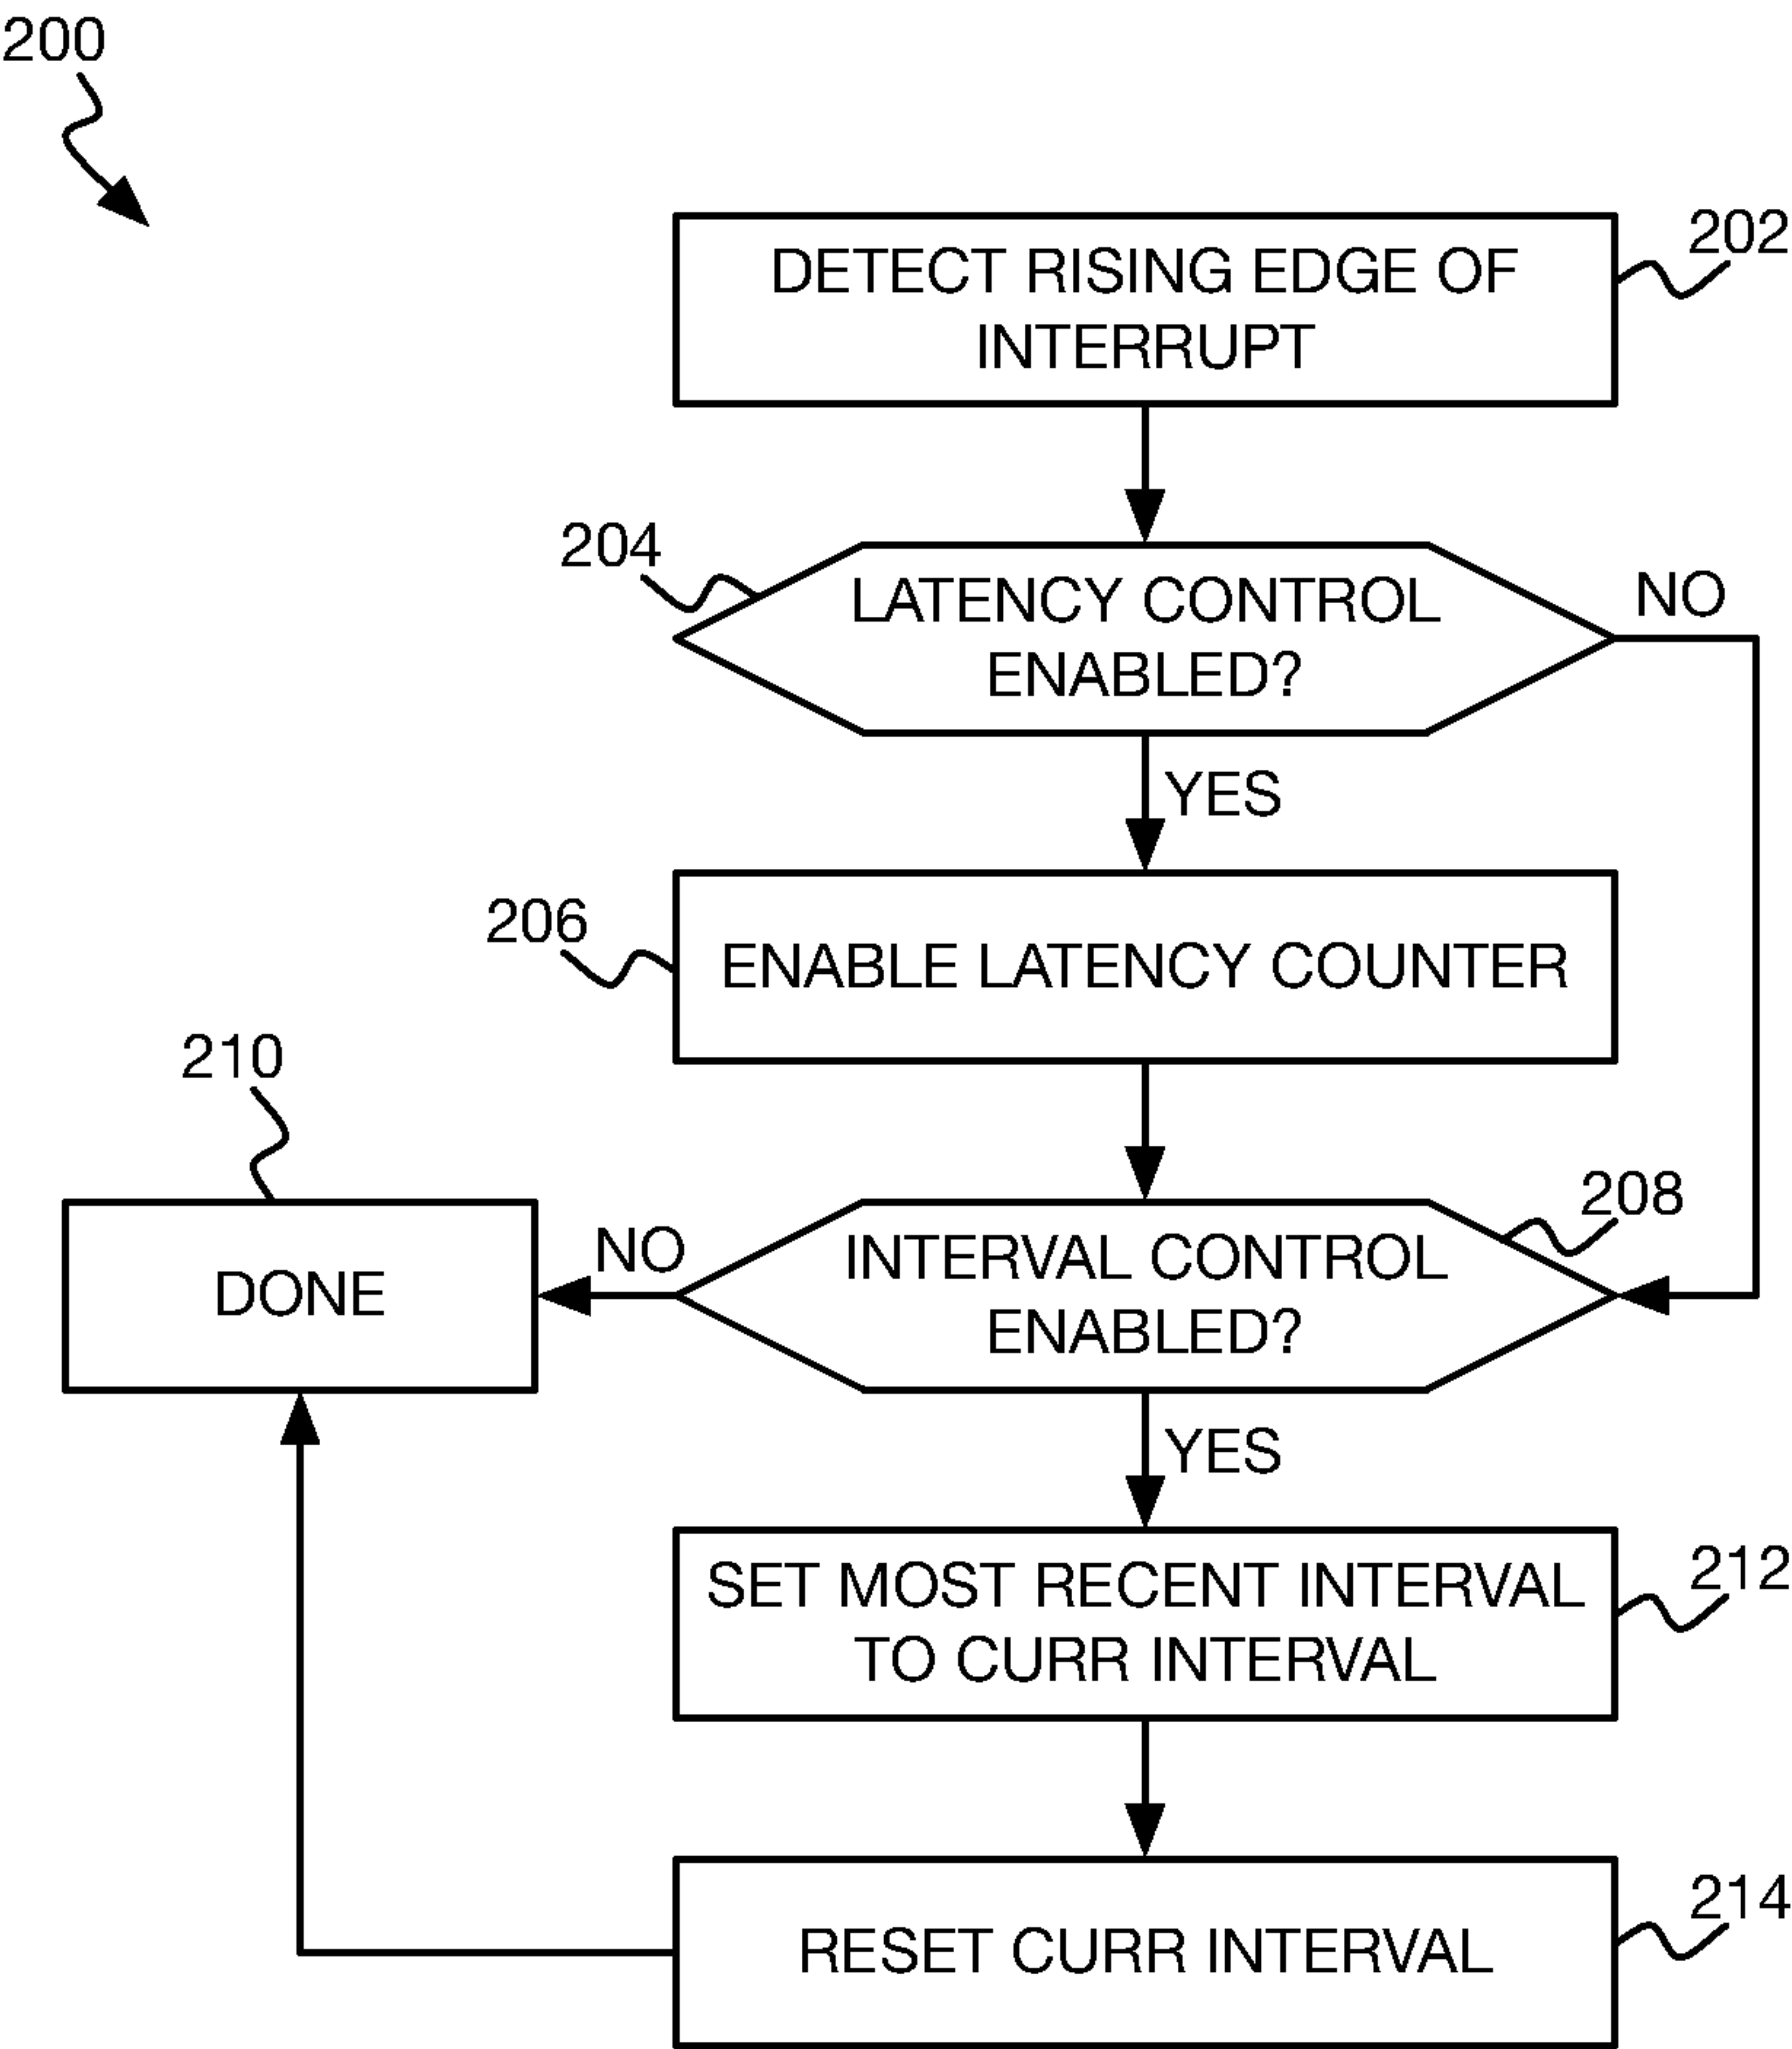 200
DETECT RISING EDGE OF
INTERRUPT
202
204
LATENCY CONTROL
ENABLED?
NO
YES
206
ENABLE LATENCY COUNTER
210
DONE
NO
208
INTERVAL CONTROL
ENABLED?
YES
SET MOST RECENT INTERVAL
TO CURR INTERVAL
212
RESET CURR INTERVAL
214